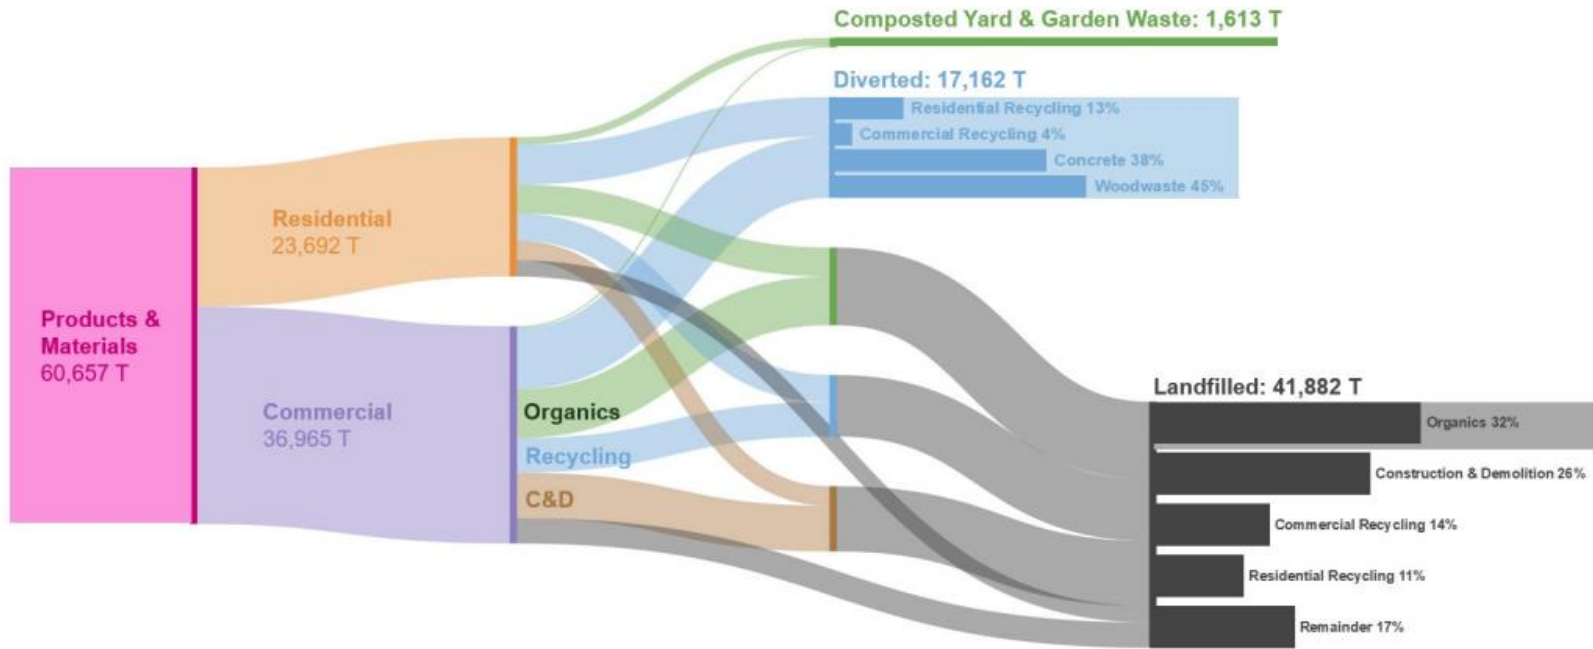 Composted Yard & Garden Waste: 1,613 T
Diverted: 17,162 T
Residential Recycling 13%
Commercial Recycling 4%
Concrete 38%
Woodwaste 45%
Residential
23,692 T
Products &
Materials
60,657 T
Commercial
36,965 T
Organics
Recycling
C&D
Landfilled: 41,882 T
Organics 32%
Construction & Demolition 26%
Commercial Recycling 14%
Residential Recycling 11%
Remainder 17%